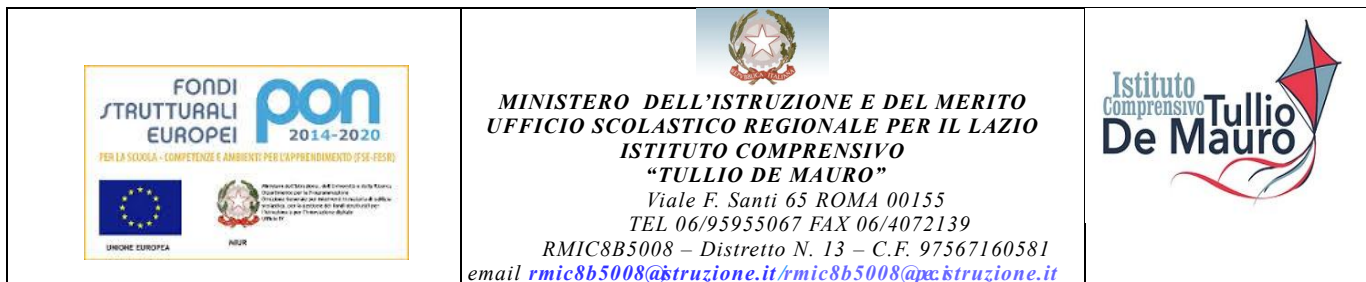 FONDI
STRUTTURALI
EUROPEI
pon
2014-2020
PER LA SCUOLA - COMPETENZE E AMBIENTI PER L'APPRENDIMENTO (FSE-FESR)
UNIONE EUROPEA
MIUR
REPVBBLICA ITALIANA
MINISTERO DELL'ISTRUZIONE E DEL MERITO
UFFICIO SCOLASTICO REGIONALE PER IL LAZIO
ISTITUTO COMPRENSIVO
“TULLIO DE MAURO”
Viale F. Santi 65 ROMA 00155
TEL 06/95955067 FAX 06/4072139
RMIC8B5008 – Distretto N. 13 – C.F. 97567160581
email rmic8b5008@istruzione.it/rmic8b5008@pec.istruzione.it
Istituto
Comprensivo Tullio
De Mauro